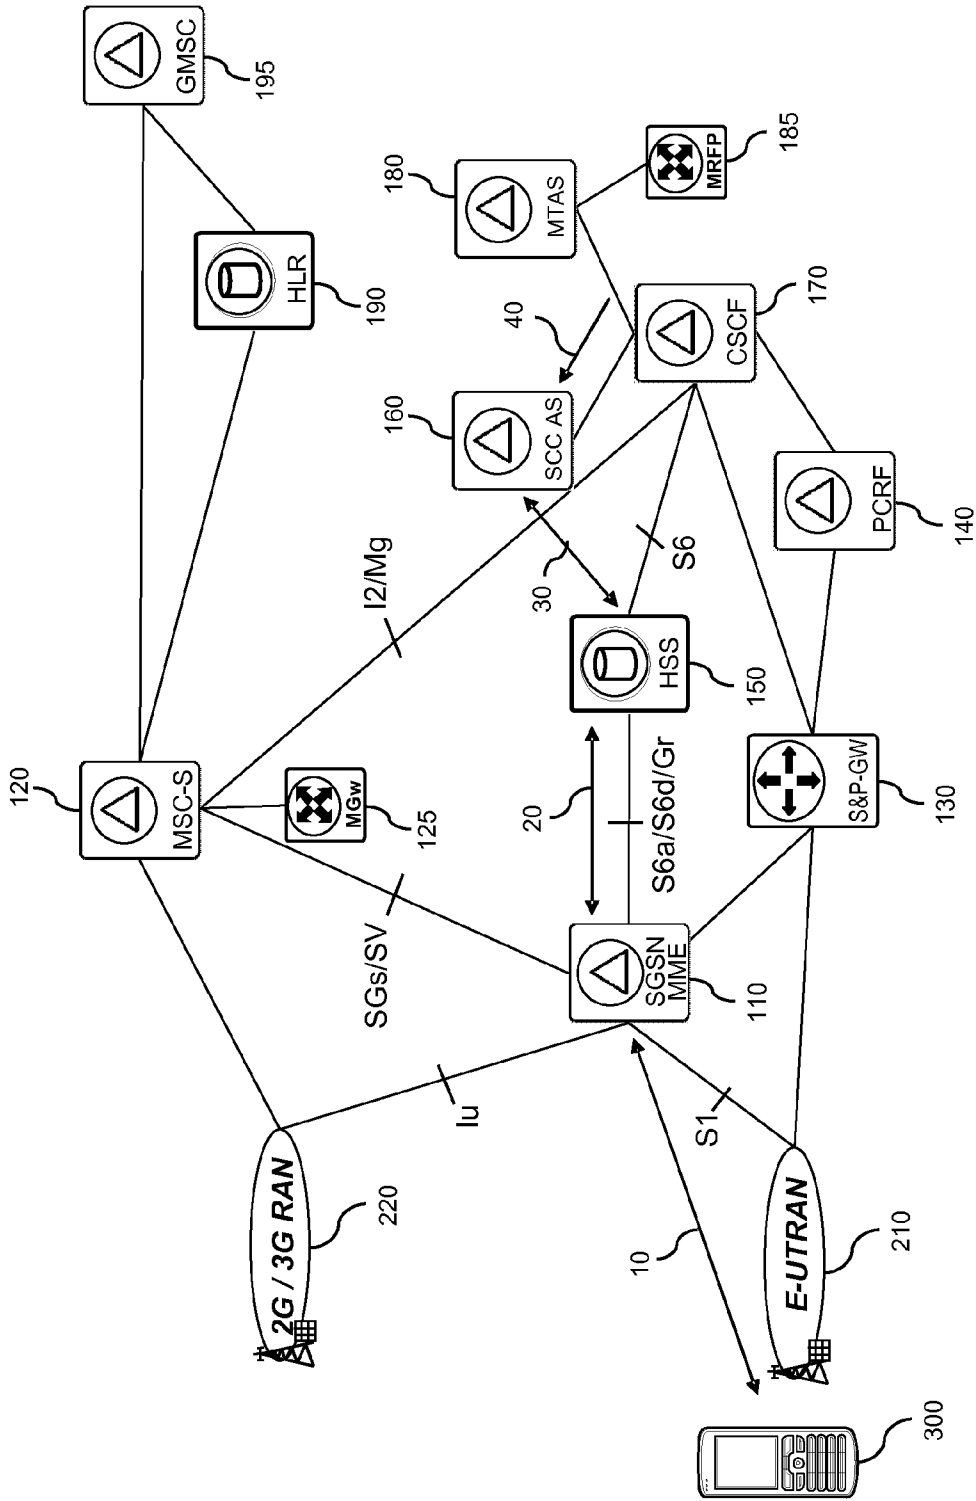 GMSC
195
HLR
190
MTAS
180
MRFP
185
40
CSCF
170
SCC AS
160
PCRF
140
I2/Mg
30
S6
HSS
150
MSC-S
120
MGw
125
20
S6a/S6d/Gr
S&P-GW
130
SGs/SV
SGSN
MME
110
Iu
S1
2G / 3G RAN
220
10
E-UTRAN
210
300